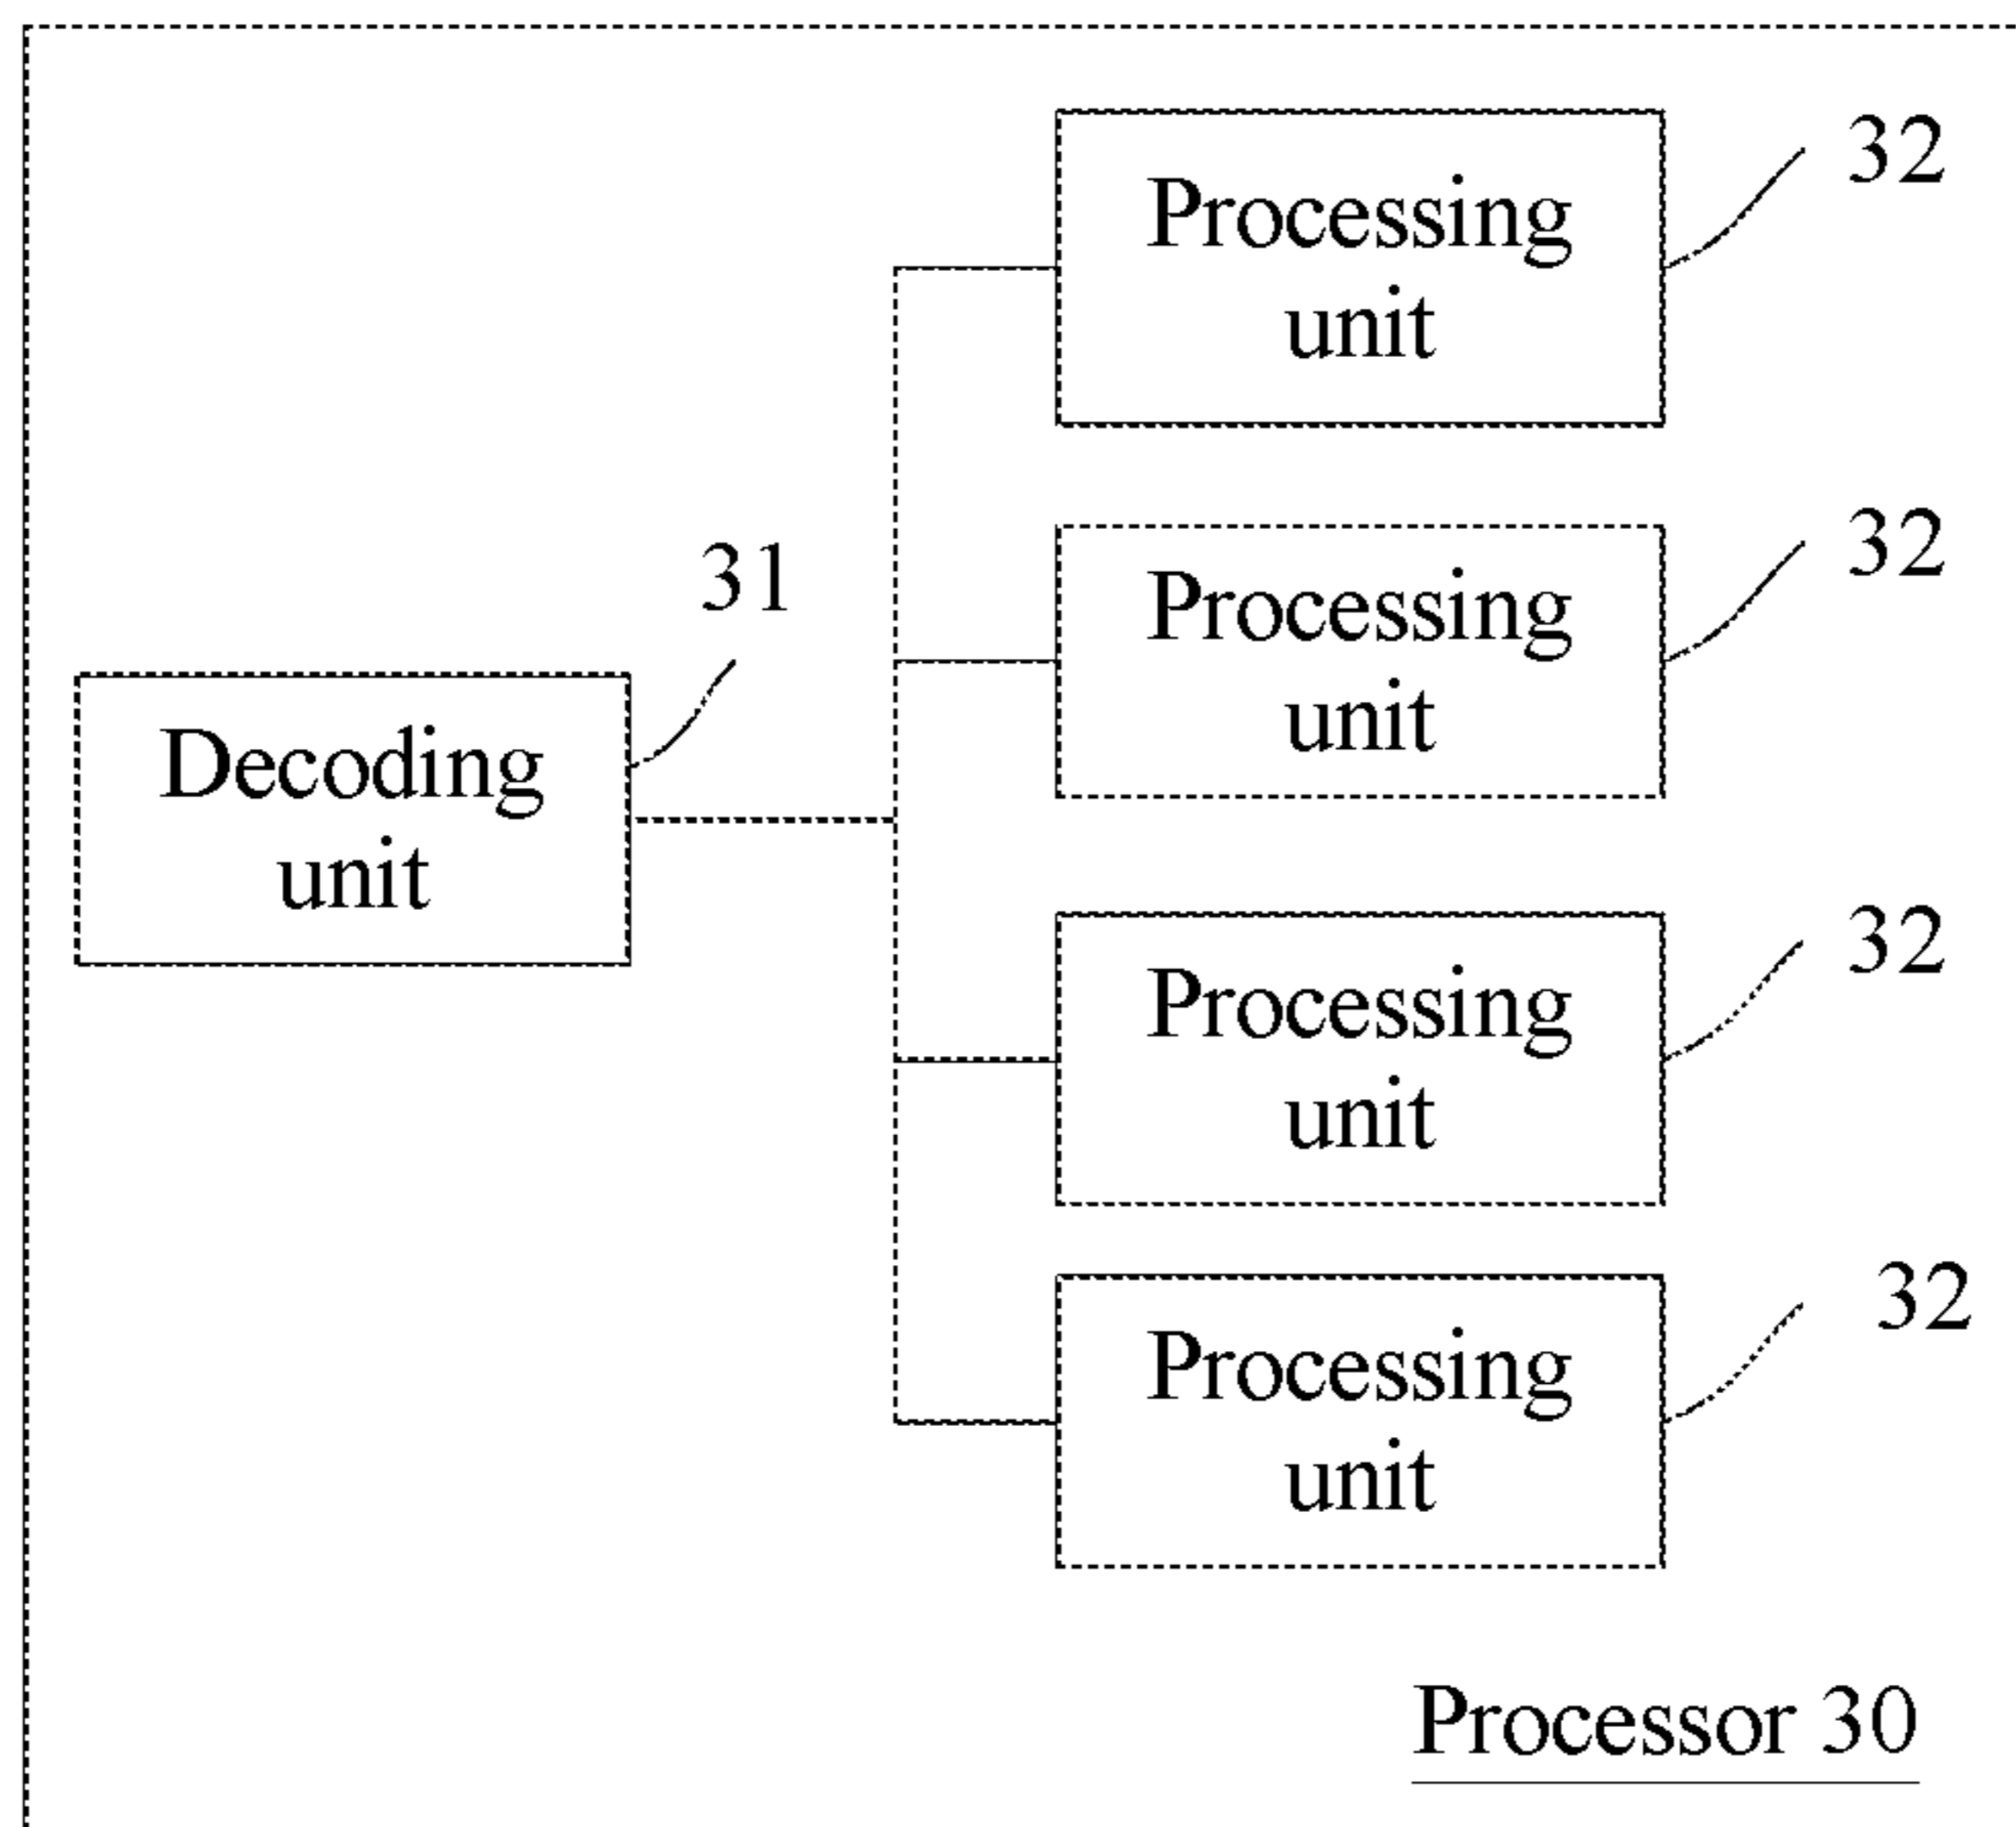 32
Processing
unit
32
Processing
unit
31
Decoding
unit
32
Processing
unit
32
Processing
unit
Processor 30